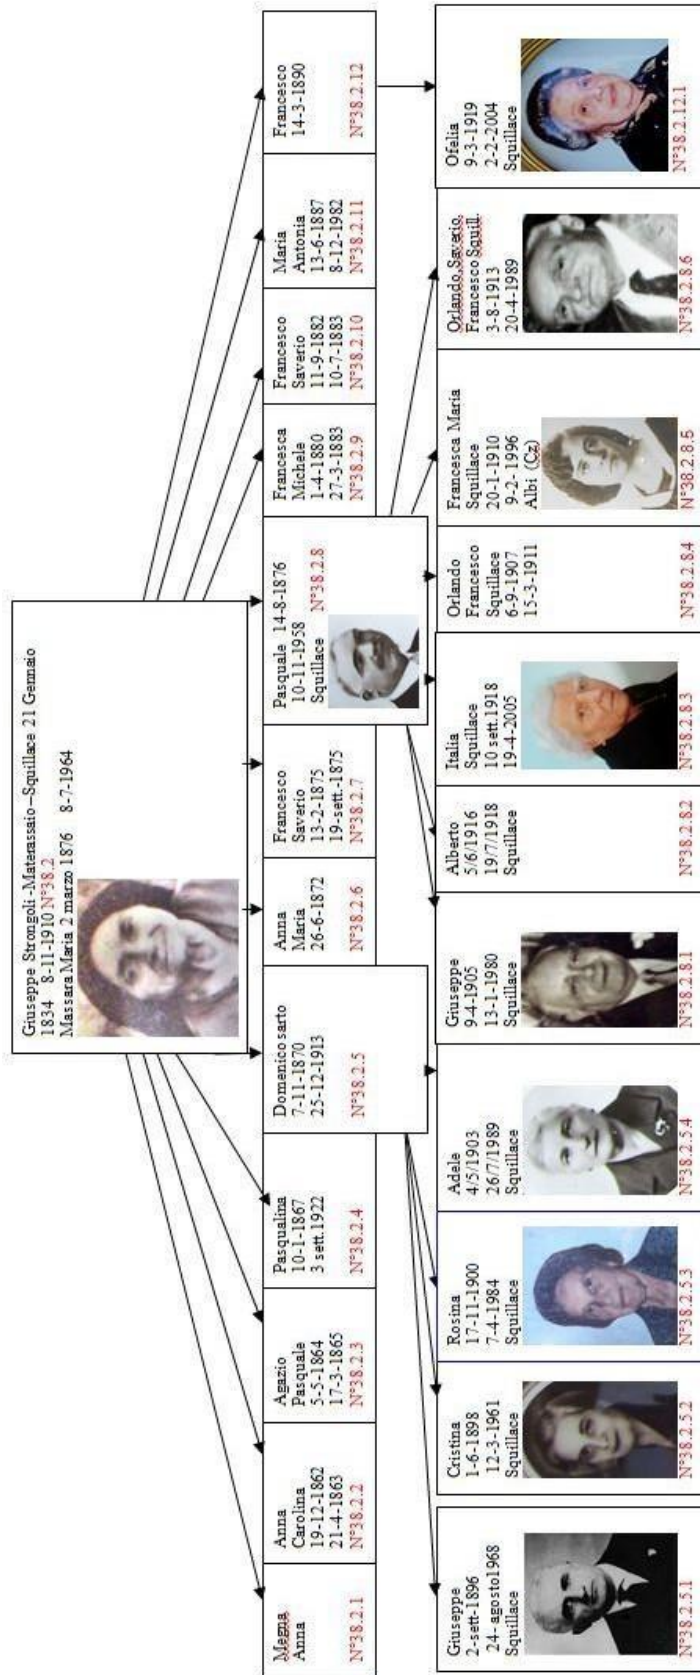 Giuseppe Strongoli -Materassaio–Squillace 21 Gennaio
1834 8-11-1910 N°38.2
Massara Maria 2 marzo 1876 8-7-1964
Megna
Anna
N°38.2.1
Anna
Carolina
19-12-1862
21-4-1863
N°38.2.2
Agazio
Pasquale
5-5-1864
17-3-1865
N°38.2.3
Pasqualina
10-1-1867
3 sett.1922
N°38.2.4
Domenico sarto
7-11-1870
25-12-1913
N°38.2.5
Anna
Maria
26-6-1872
N°38.2.6
Francesco
Saverio
13-2-1875
19-sett.-1875
N°38.2.7
Pasquale 14-8-1876
10-11-1958
Squillace
N°38.2.8
Francesca
Michele
1-4-1880
27-3-1883
N°38.2.9
Francesco
Saverio
11-9-1882
10-7-1883
N°38.2.10
Maria
Antonia
13-6-1887
8-12-1982
N°38.2.11
Francesco
14-3-1890
N°38.2.12
Giuseppe
2-sett-1896
24- agosto1968
Squillace
N°38.2.5.1
Cristina
1-6-1898
12-3-1961
Squillace
N°38.2.5.2
Rosina
17-11-1900
7-4-1984
Squillace
N°38.2.5.3
Adele
4/5/1903
26/7/1989
Squillace
N°38.2.5.4
Giuseppe
9-4-1905
13-1-1980
Squillace
N°38.2.8.1
Alberto
5/6/1916
19/7/1918
Squillace
N°38.2.8.2
Italia
Squillace
10 sett.1918
19-4-2005
N°38.2.8.3
Orlando
Francesco
Squillace
6-9-1907
15-3-1911
N°38.2.8.4
Francesca Maria
Squillace
20-1-1910
9-2-1996
Albi (Cz)
N°38.2.8.5
Orlando,Saverio,
Francesco Squill.
3-8-1913
20-4-1989
N°38.2.8.6
Ofelia
9-3-1919
2-2-2004
Squillace
N°38.2.12.1